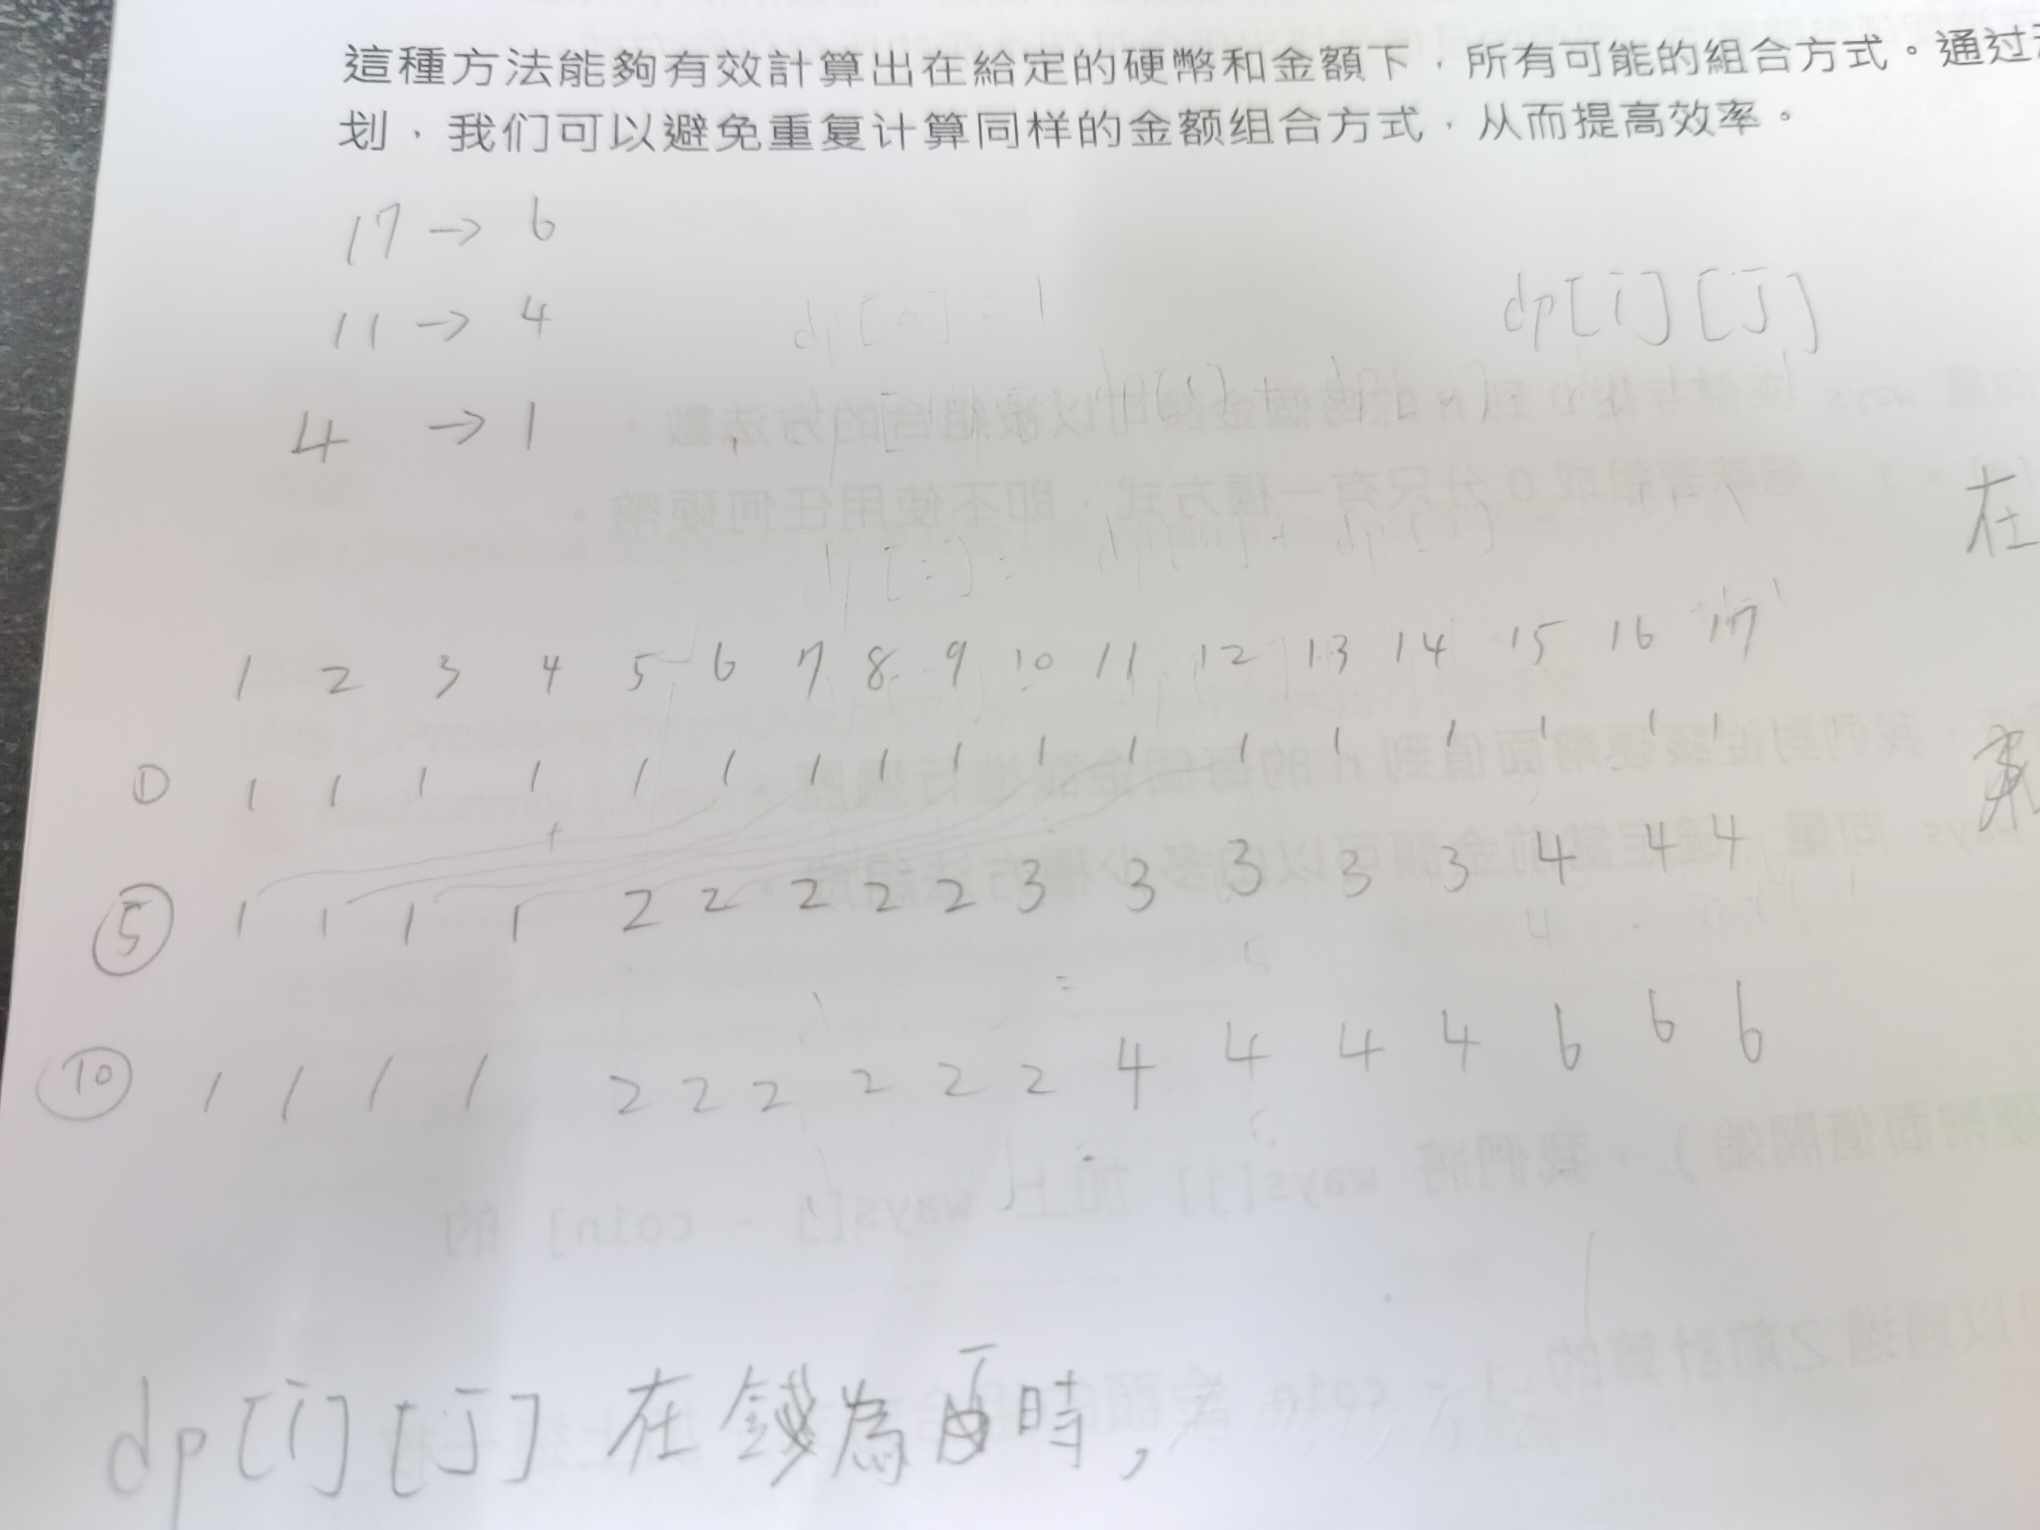 這種方法能夠有效計算出在給定的硬幣和金額下，所有可能的組合方式。通过
划，我们可以避免重复计算同样的金额组合方式，从而提高效率。
17 → 6
11 → 4
4 → 1
dp[i][j]
在
1 2 3 4 5 6 7 8 9 10 11 12 13 14 15 16 17
① 1 1 1 1 1 1 1 1 1 1 1 1 1 1 1 1 1
⑤ 1 1 1 1 2 2 2 2 2 3 3 3 3 3 4 4 4
⑩ 1 1 1 1 2 2 2 2 2 2 4 4 4 4 6 6 6
dp[i][j] 在錢為 時，